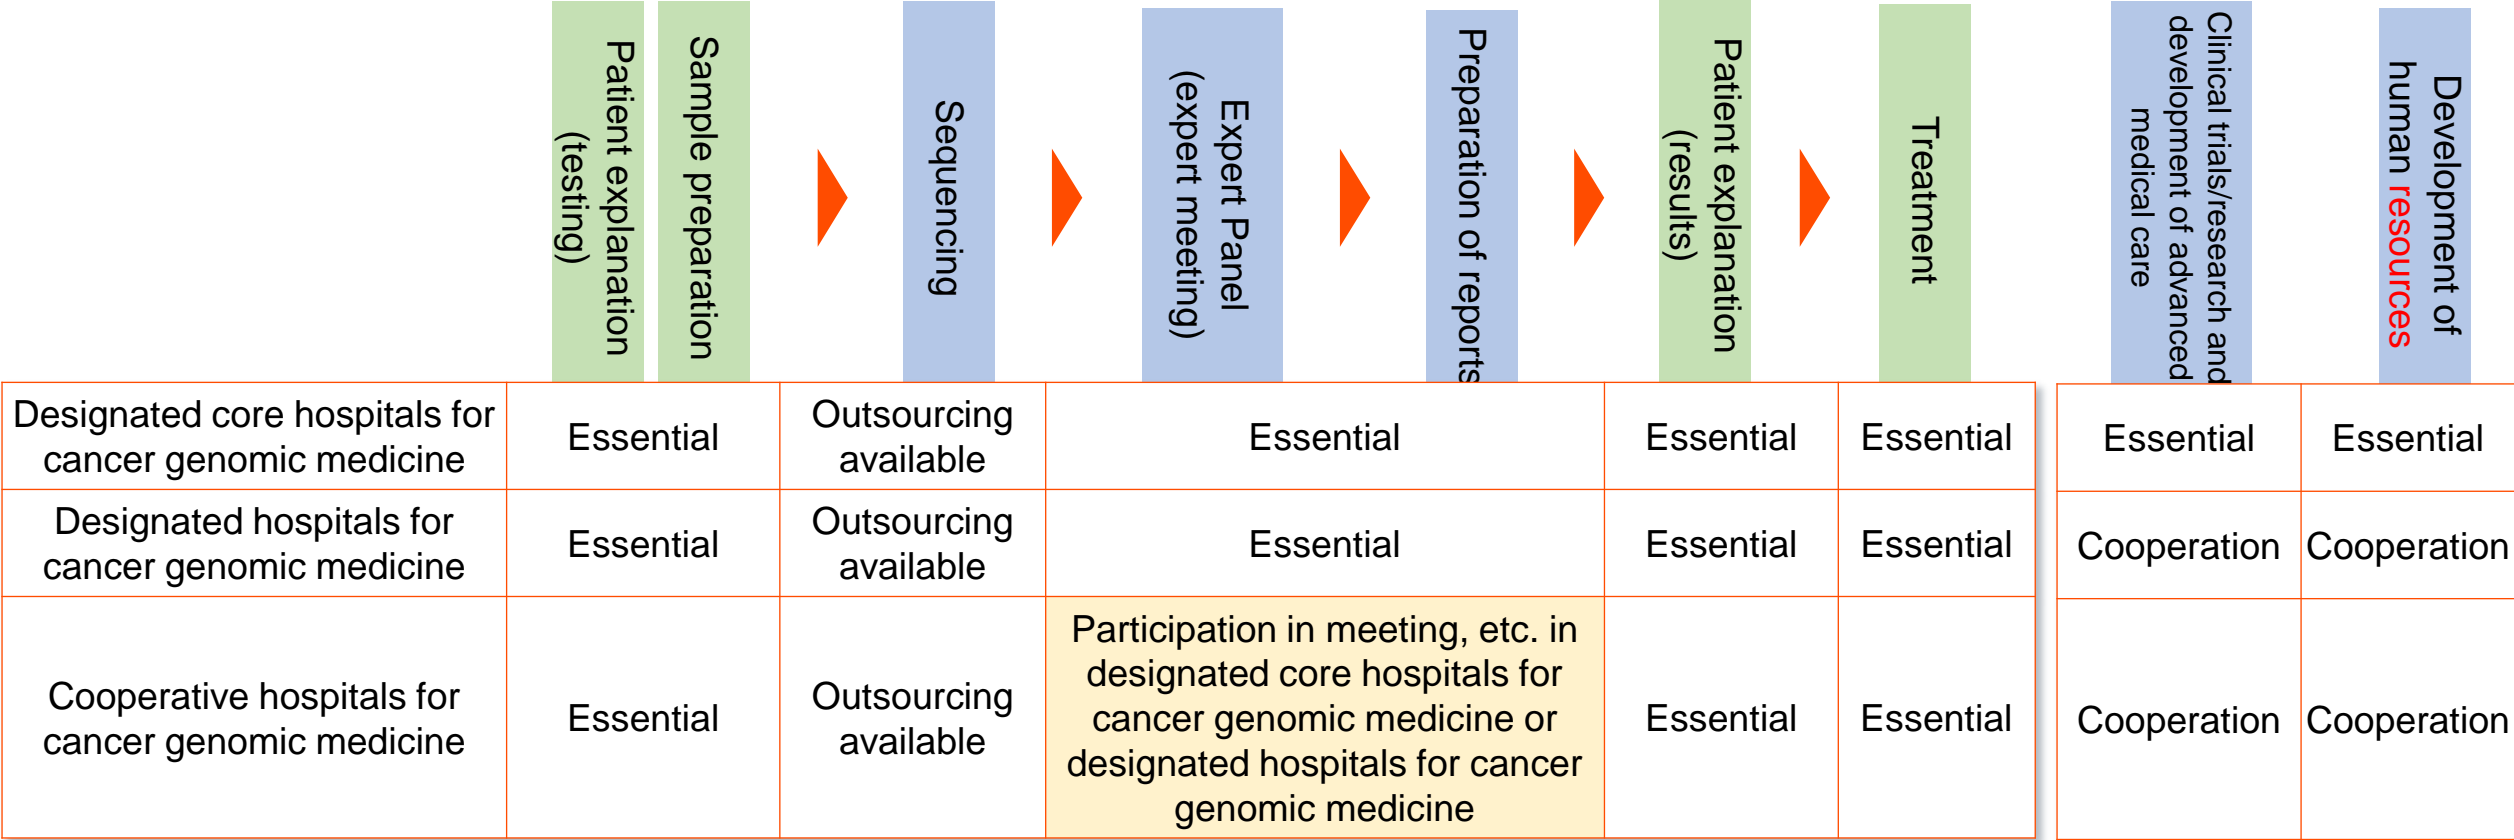 Patient explanation
(testing)
Sample preparation
Sequencing
Expert Panel
(expert meeting)
Preparation of reports
Patient explanation
(results)
Treatment
Clinical trials/research and
development of advanced
medical care
Development of
human resources
Designated core hospitals for
cancer genomic medicine
Essential
Outsourcing
available
Essential
Essential
Essential
Essential
Essential
Designated hospitals for
cancer genomic medicine
Essential
Outsourcing
available
Essential
Essential
Essential
Cooperation
Cooperation
Cooperative hospitals for
cancer genomic medicine
Essential
Outsourcing
available
Participation in meeting, etc. in
designated core hospitals for
cancer genomic medicine or
designated hospitals for cancer
genomic medicine
Essential
Essential
Cooperation
Cooperation